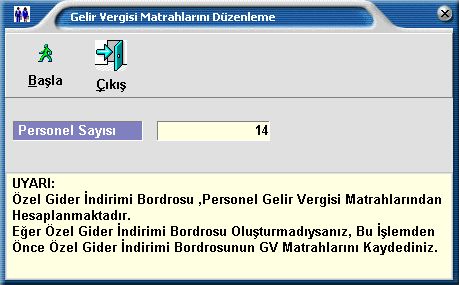 Gelir Vergisi Matrahlarını Düzenleme
Başla
Çıkış
Personel Sayısı
14
UYARI:
Özel Gider İndirimi Bordrosu ,Personel Gelir Vergisi Matrahlarından
Hesaplanmaktadır.
Eğer Özel Gider İndirimi Bordrosu Oluşturmadıysanız, Bu İşlemden
Önce Özel Gider İndirimi Bordrosunun GV Matrahlarını Kaydediniz.